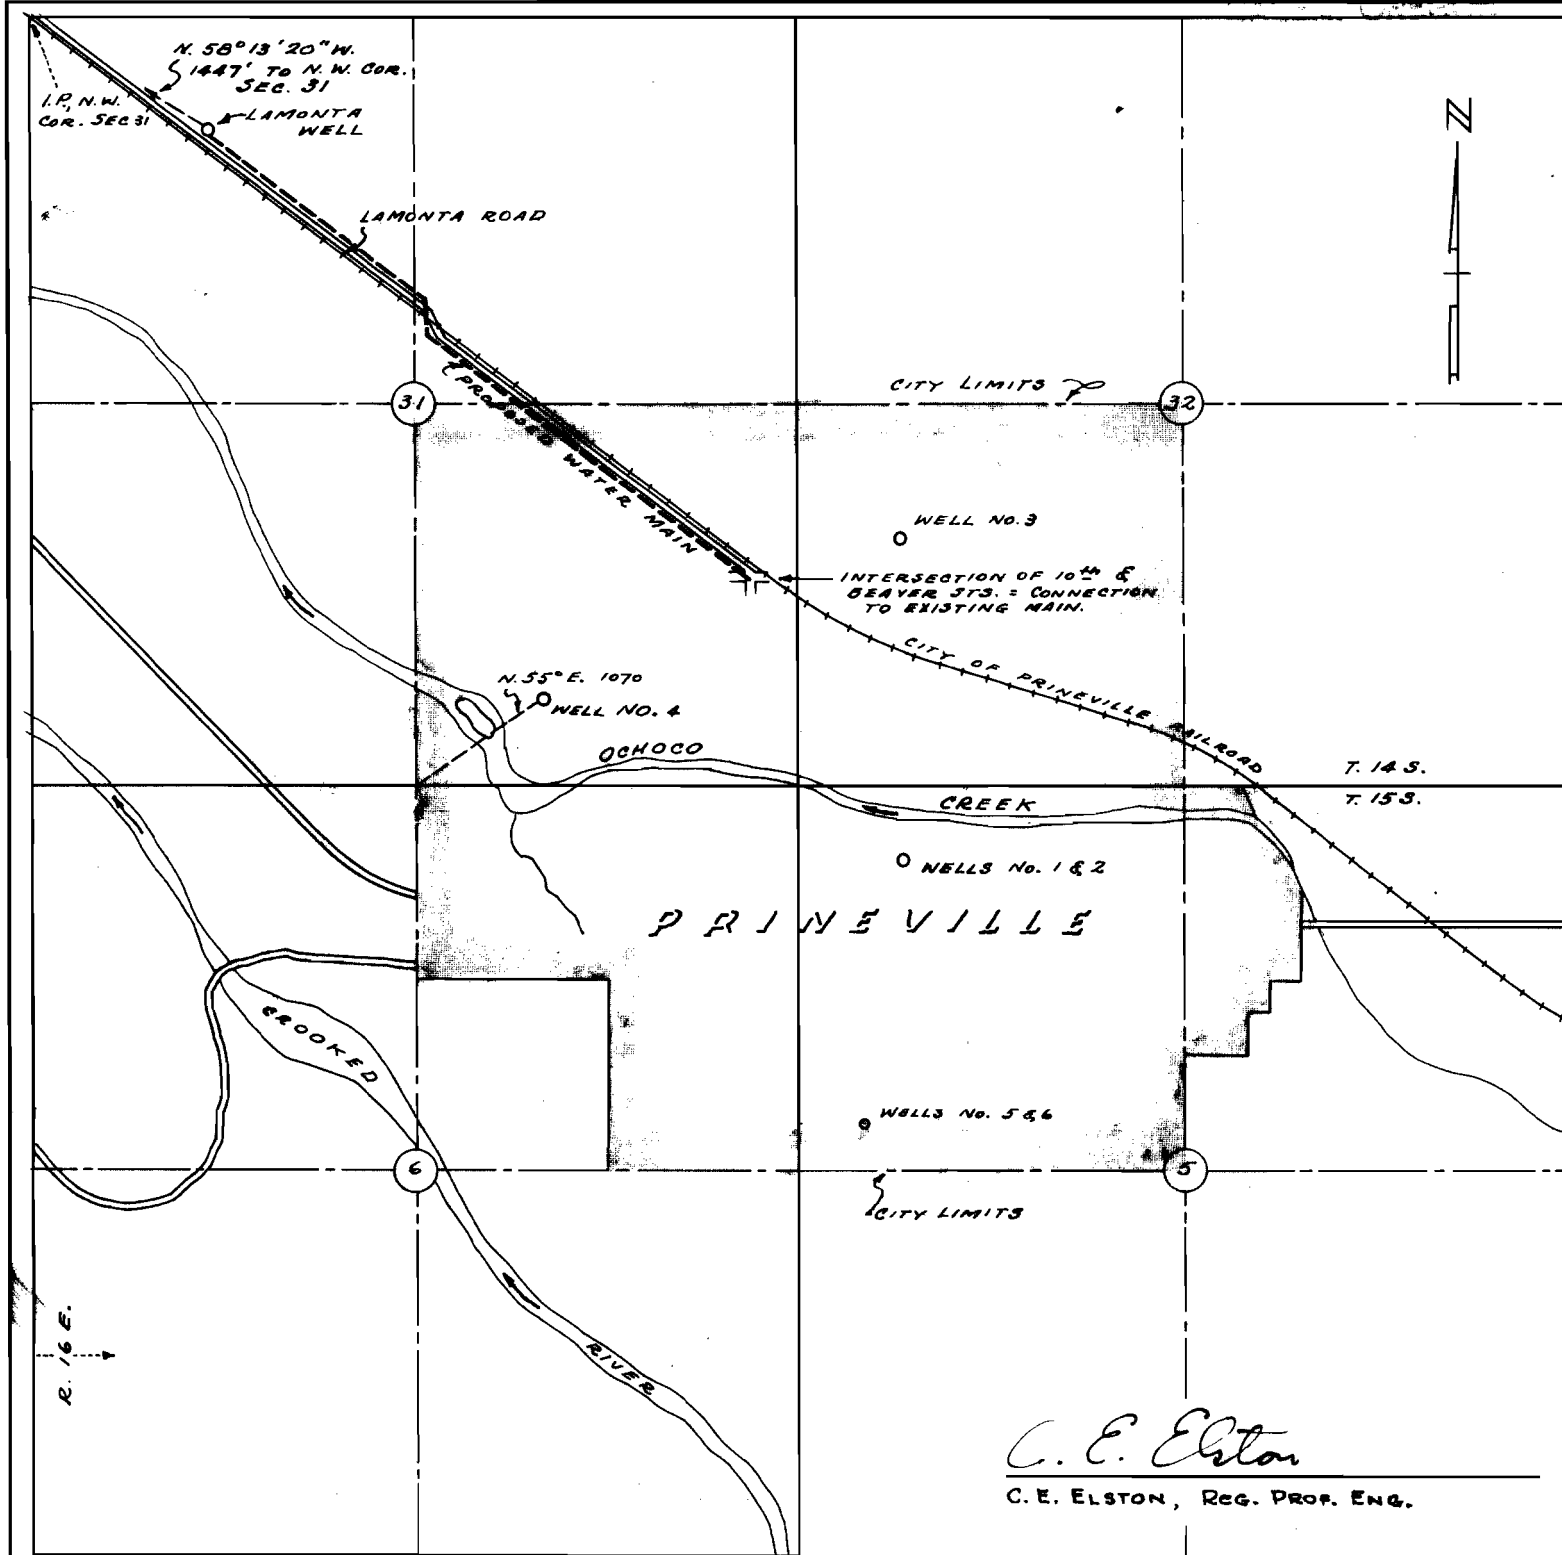 N. 58° 13' 20" W.
1447' TO N. W. COR.
SEC. 31
I.P., N.W.
COR. SEC 31
LAMONTA
WELL
N
LAMONTA ROAD
CITY LIMITS
31
32
PROPOSED WATER MAIN
WELL NO. 3
INTERSECTION OF 10th &
BEAVER STS. = CONNECTION
TO EXISTING MAIN.
CITY OF PRINEVILLE RAILROAD
N. 55° E. 1070
WELL NO. 4
OCHOCO
CREEK
T. 14 S.
T. 15 S.
WELLS No. 1 & 2
PRINEVILLE
CROOKED
WELLS No. 5 & 6
6
5
CITY LIMITS
R. 16 E.
RIVER
C. E. Elston
C. E. ELSTON, REG. PROF. ENG.